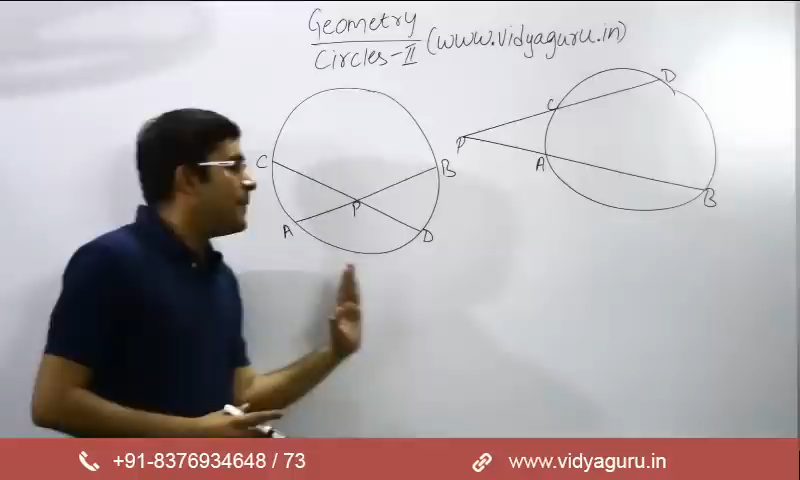 Geometry
Circles-II (www.vidyaguru.in)
C
B
P
A
D
D
C
P
A
B
+91-8376934648 / 73
www.vidyaguru.in